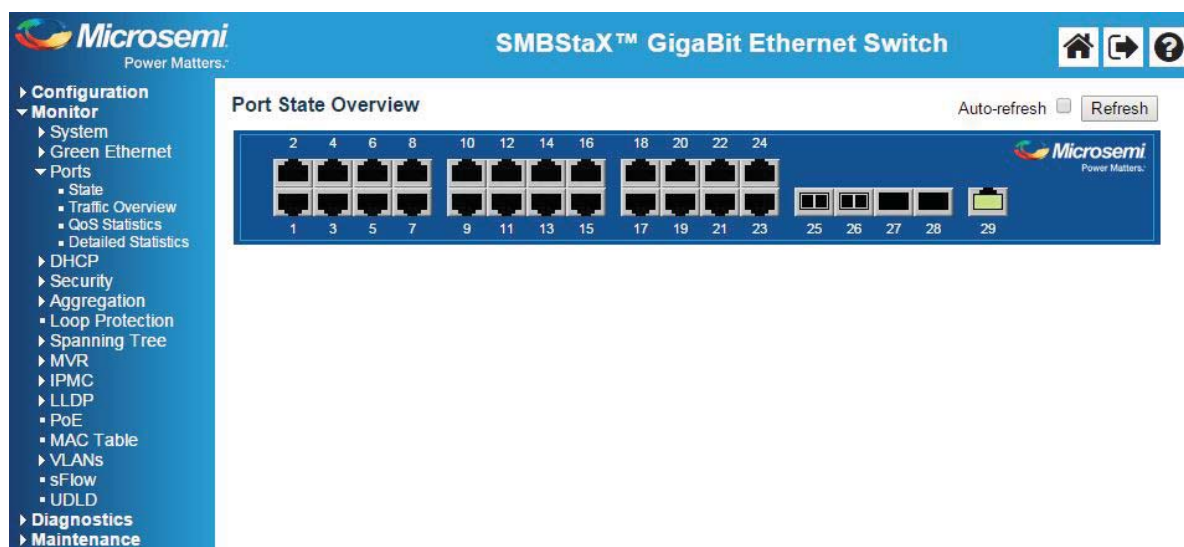 Microsemi
Power Matters.™
SMBStaX™ GigaBit Ethernet Switch
Configuration
Monitor
System
Green Ethernet
Ports
State
Traffic Overview
QoS Statistics
Detailed Statistics
DHCP
Security
Aggregation
Loop Protection
Spanning Tree
MVR
IPMC
LLDP
PoE
MAC Table
VLANs
sFlow
UDLD
Diagnostics
Maintenance
Port State Overview
Auto-refresh Refresh
2 4 6 8 10 12 14 16 18 20 22 24
Microsemi
Power Matters.™
1 3 5 7 9 11 13 15 17 19 21 23 25 26 27 28 29